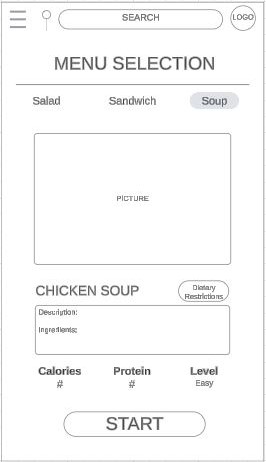 SEARCH
LOGO
MENU SELECTION
Salad Sandwich Soup
PICTURE
CHICKEN SOUP
Dietary
Restrictions
Description:
Ingredients:
Calories Protein Level
# # Easy
START